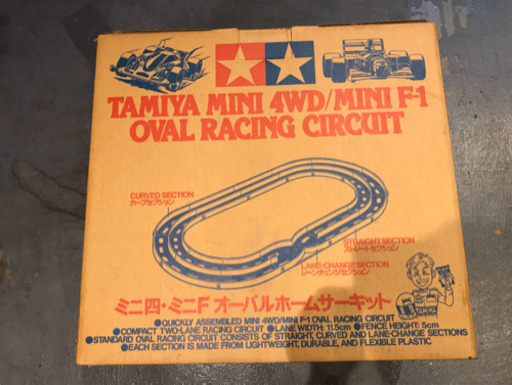 TAMIYA MINI 4WD/MINI F-1
OVAL RACING CIRCUIT
CURVED SECTION
カーブセクション
STRAIGHT SECTION
ストレートセクション
LANE-CHANGE SECTION
レーンチェンジセクション
ミニ四・ミニF オーバルホームサーキット
●QUICKLY ASSEMBLED MINI 4WD/MINI F-1 OVAL RACING CIRCUIT
●COMPACT TWO-LANE RACING CIRCUIT ●LANE WIDTH: 11.5cm ●FENCE HEIGHT: 5cm
●STANDARD OVAL RACING CIRCUIT CONSISTS OF STRAIGHT, CURVED AND LANE-CHANGE SECTIONS
●EACH SECTION IS MADE FROM LIGHTWEIGHT, DURABLE, AND FLEXIBLE PLASTIC